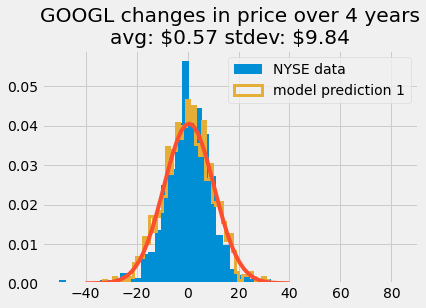 GOOGL changes in price over 4 years
avg: $0.57 stdev: $9.84
NYSE data
model prediction 1
0.05
0.04
0.03
0.02
0.01
0.00
−40 −20 0 20 40 60 80